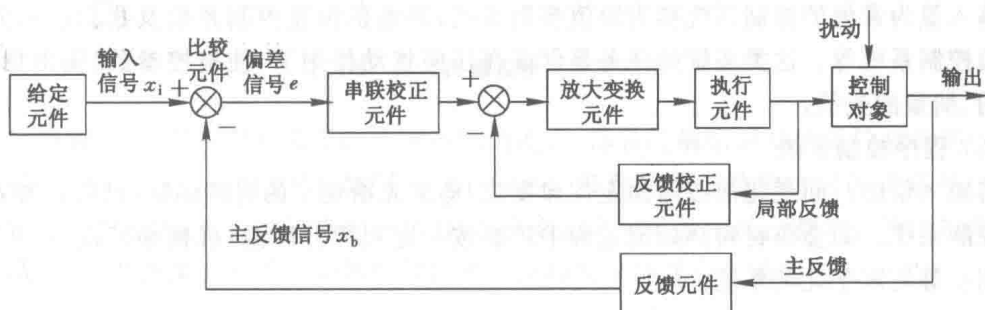 扰动
比较
元件
输入
信号 xi
+
偏差
信号 e
+
输出
给定
元件
串联校正
元件
放大变换
元件
执行
元件
控制
对象
−
−
反馈校正
元件
局部反馈
主反馈信号 xb
主反馈
反馈元件